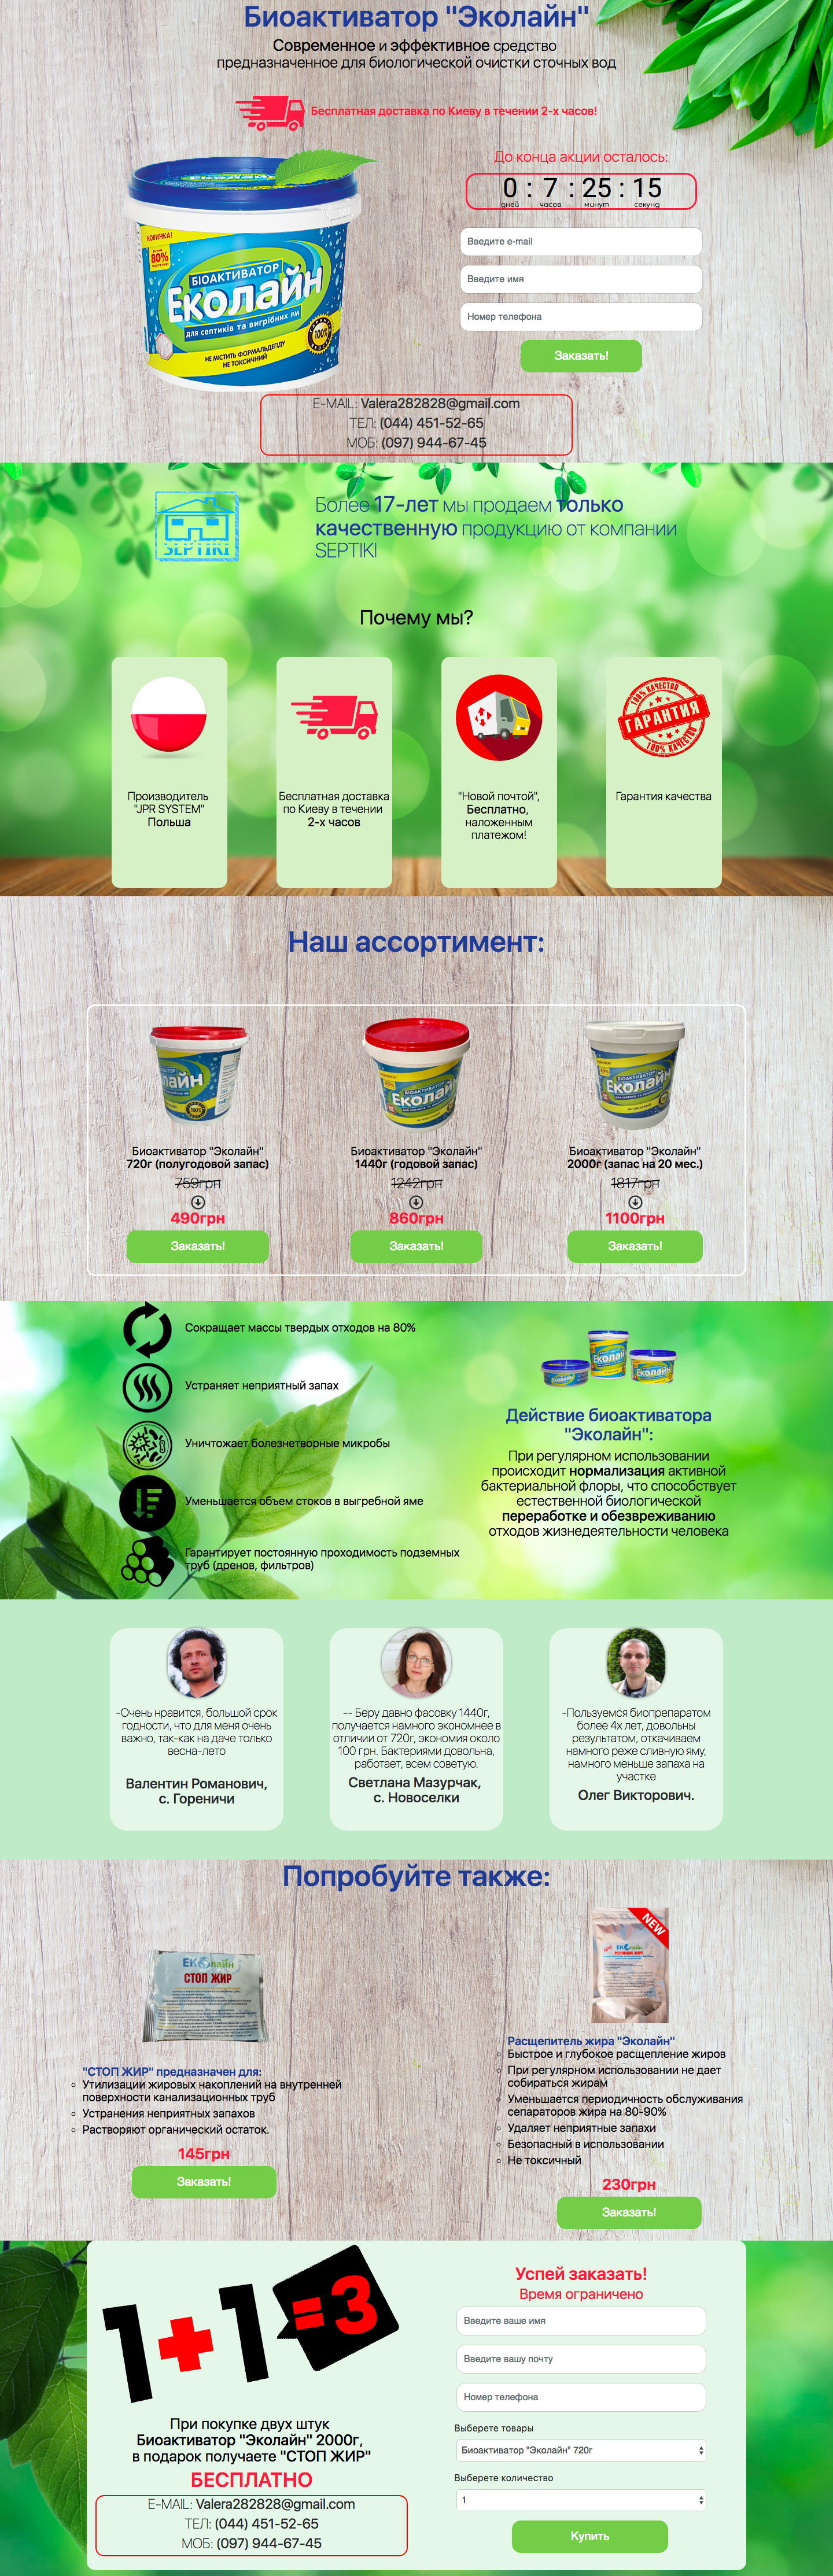 Биоактиватор "Эколайн"
Современное и эффективное средство
предназначенное для биологической очистки сточных вод
Бесплатная доставка по Киеву в течении 2-х часов!
До конца акции осталось:
0 : 7 : 25 : 15
дней часов минут секунд
НОВИНКА!
80%
БІОАКТИВАТОР
Еколайн
для септиків та вигрібних ям
НЕ МІСТИТЬ ФОРМАЛЬДЕГІДУ
НЕ ТОКСИЧНИЙ
100%
Введите e-mail
Введите имя
Номер телефона
Заказать!
E-MAIL: Valera282828@gmail.com
ТЕЛ: (044) 451-52-65
МОБ: (097) 944-67-45
SEPTIKI
Более 17-лет мы продаем только
качественную продукцию от компании
SEPTIKI
Почему мы?
100% КАЧЕСТВО
ГАРАНТИЯ
100% КАЧЕСТВО
Производитель
"JPR SYSTEM"
Польша
Бесплатная доставка
по Киеву в течении
2-х часов
"Новой почтой",
Бесплатно,
наложенным
платежом!
Гарантия качества
Наш ассортимент:
БІОАКТИВАТОР
Еколайн
БІОАКТИВАТОР
Еколайн
Биоактиватор "Эколайн"
720г (полугодовой запас)
759грн
490грн
Заказать!
Биоактиватор "Эколайн"
1440г (годовой запас)
1242грн
860грн
Заказать!
Биоактиватор "Эколайн"
2000г (запас на 20 мес.)
1817грн
1100грн
Заказать!
Сокращает массы твердых отходов на 80%
Устраняет неприятный запах
Уничтожает болезнетворные микробы
Уменьшается объем стоков в выгребной яме
Гарантирует постоянную проходимость подземных
труб (дренов, фильтров)
Еколайн
Действие биоактиватора
"Эколайн":
При регулярном использовании
происходит нормализация активной
бактериальной флоры, что способствует
естественной биологической
переработке и обезвреживанию
отходов жизнедеятельности человека
-Очень нравится, большой срок
годности, что для меня очень
важно, так-как на даче только
весна-лето
Валентин Романович,
с. Гореничи
-- Беру давно фасовку 1440г,
получается намного экономнее в
отличии от 720г, экономия около
100 грн. Бактериями довольна,
работает, всем советую.
Светлана Мазурчак,
с. Новоселки
-Пользуемся биопрепаратом
более 4х лет, довольны
результатом, откачиваем
намного реже сливную яму,
намного меньше запаха на
участке
Олег Викторович.
Попробуйте также:
ЕКОлайн
СТОП ЖИР
"СТОП ЖИР" предназначен для:
Утилизации жировых накоплений на внутренней
поверхности канализационных труб
Устранения неприятных запахов
Растворяют органический остаток.
145грн
Заказать!
NEW
Расщепитель жира "Эколайн"
Быстрое и глубокое расщепление жиров
При регулярном использовании не дает
собираться жирам
Уменьшается периодичность обслуживания
сепараторов жира на 80-90%
Удаляет неприятные запахи
Безопасный в использовании
Не токсичный
230грн
Заказать!
1+1=3
При покупке двух штук
Биоактиватор "Эколайн" 2000г,
в подарок получаете "СТОП ЖИР"
БЕСПЛАТНО
E-MAIL: Valera282828@gmail.com
ТЕЛ: (044) 451-52-65
МОБ: (097) 944-67-45
Успей заказать!
Время ограничено
Введите ваше имя
Введите вашу почту
Номер телефона
Выберете товары
Биоактиватор "Эколайн" 720г
Выберете количество
1
Купить